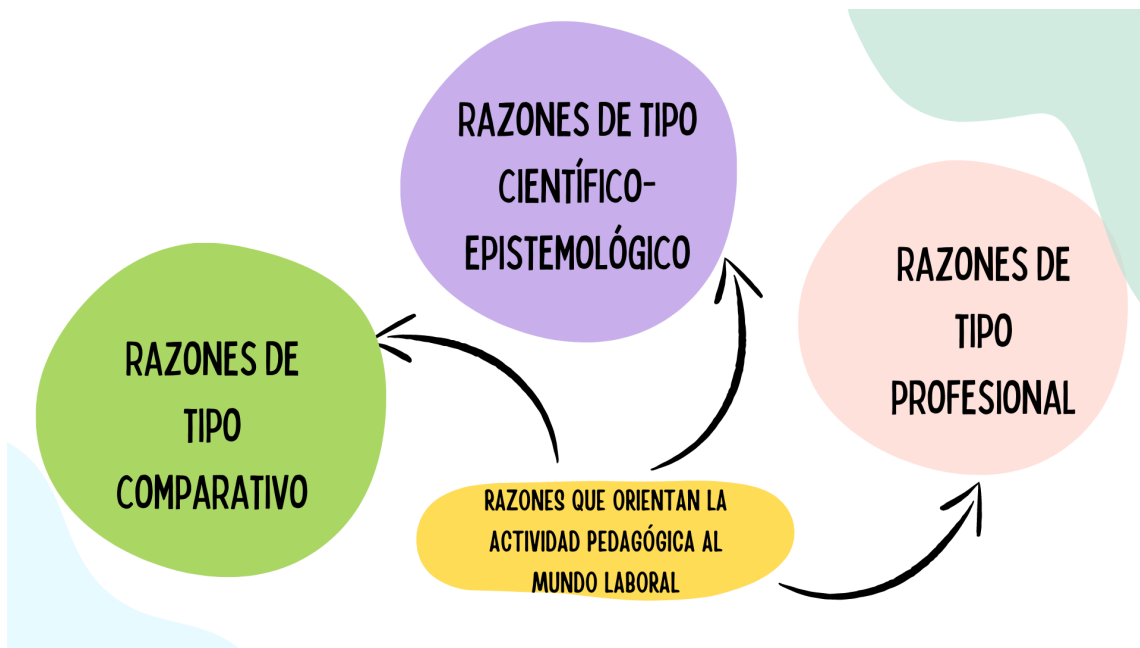 RAZONES DE TIPO
CIENTÍFICO-
EPISTEMOLÓGICO
RAZONES DE
TIPO
PROFESIONAL
RAZONES DE
TIPO
COMPARATIVO
RAZONES QUE ORIENTAN LA
ACTIVIDAD PEDAGÓGICA AL
MUNDO LABORAL